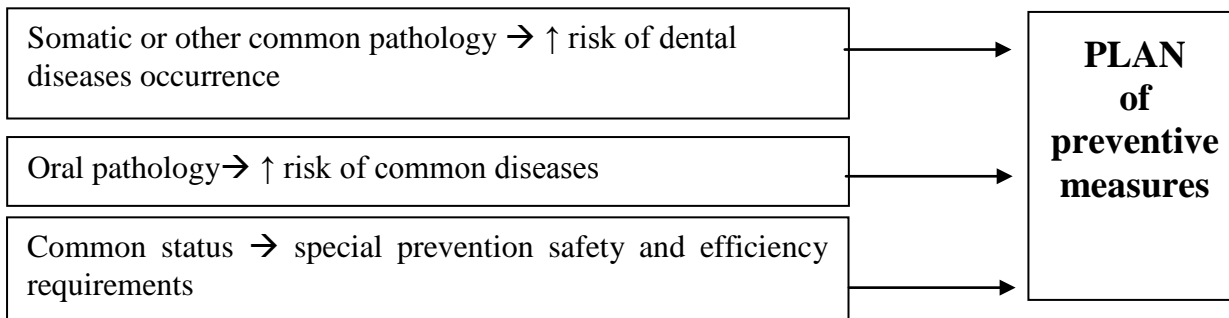 Somatic or other common pathology → ↑ risk of dental
diseases occurrence
Oral pathology→ ↑ risk of common diseases
Common status → special prevention safety and efficiency
requirements
PLAN
of
preventive
measures